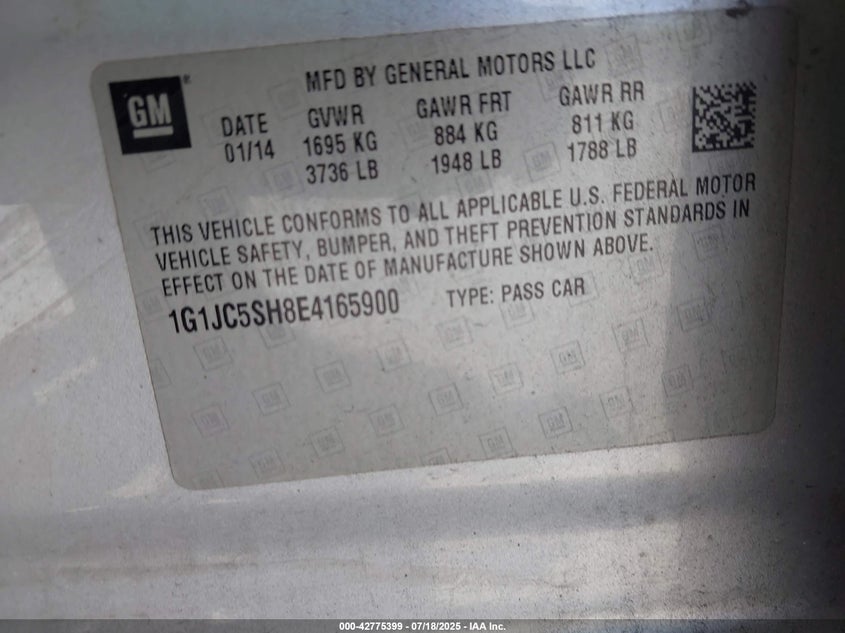 GM ®
MFD BY GENERAL MOTORS LLC
DATE GVWR GAWR FRT GAWR RR
01/14 1695 KG 884 KG 811 KG
3736 LB 1948 LB 1788 LB
THIS VEHICLE CONFORMS TO ALL APPLICABLE U.S. FEDERAL MOTOR
VEHICLE SAFETY, BUMPER, AND THEFT PREVENTION STANDARDS IN
EFFECT ON THE DATE OF MANUFACTURE SHOWN ABOVE.
1G1JC5SH8E4165900 TYPE: PASS CAR
000-42775399 - 07/18/2025 - IAA Inc.